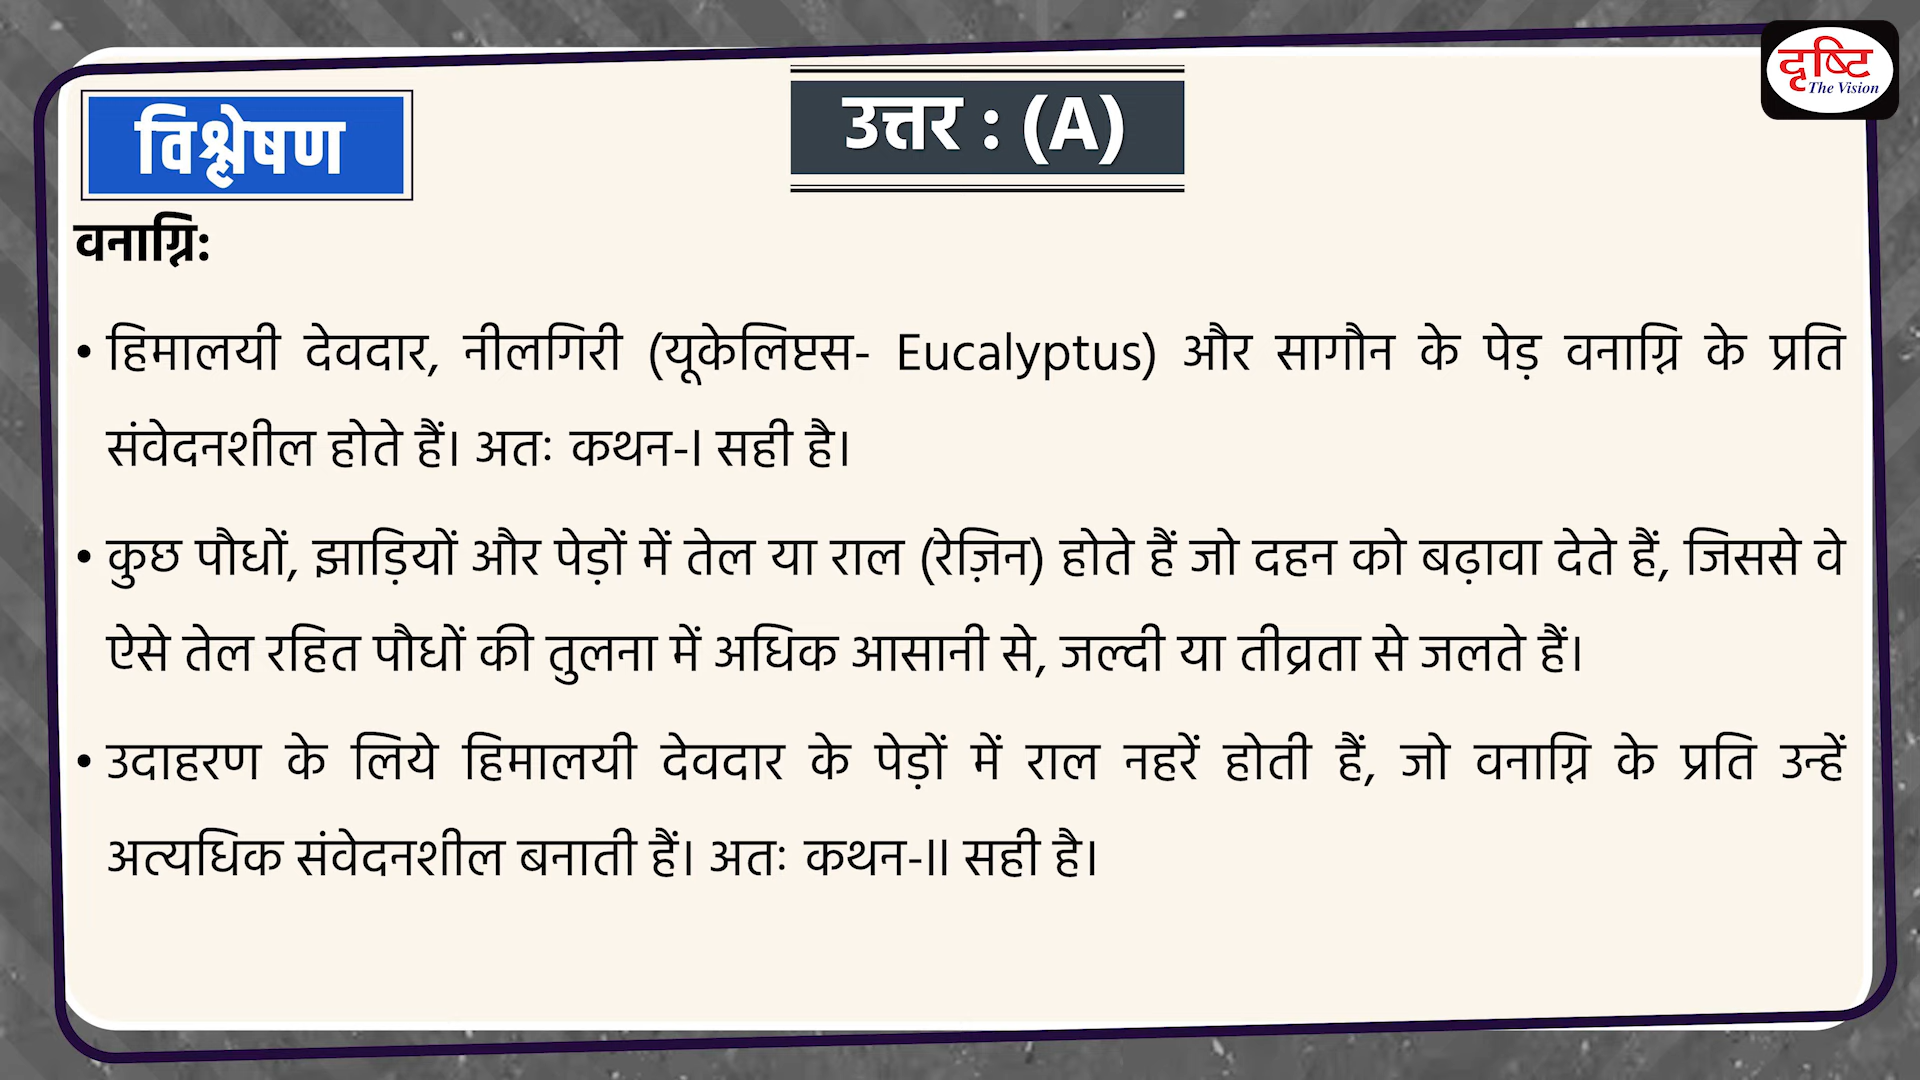 दृष्टि
The Vision
विश्लेषण
उत्तर : (A)
वनाग्नि:
• हिमालयी देवदार, नीलगिरी (यूकेलिप्टस- Eucalyptus) और सागौन के पेड़ वनाग्नि के प्रति
संवेदनशील होते हैं। अतः कथन-I सही है।
• कुछ पौधों, झाड़ियों और पेड़ों में तेल या राल (रेज़िन) होते हैं जो दहन को बढ़ावा देते हैं, जिससे वे
ऐसे तेल रहित पौधों की तुलना में अधिक आसानी से, जल्दी या तीव्रता से जलते हैं।
• उदाहरण के लिये हिमालयी देवदार के पेड़ों में राल नहरें होती हैं, जो वनाग्नि के प्रति उन्हें
अत्यधिक संवेदनशील बनाती हैं। अतः कथन-II सही है।